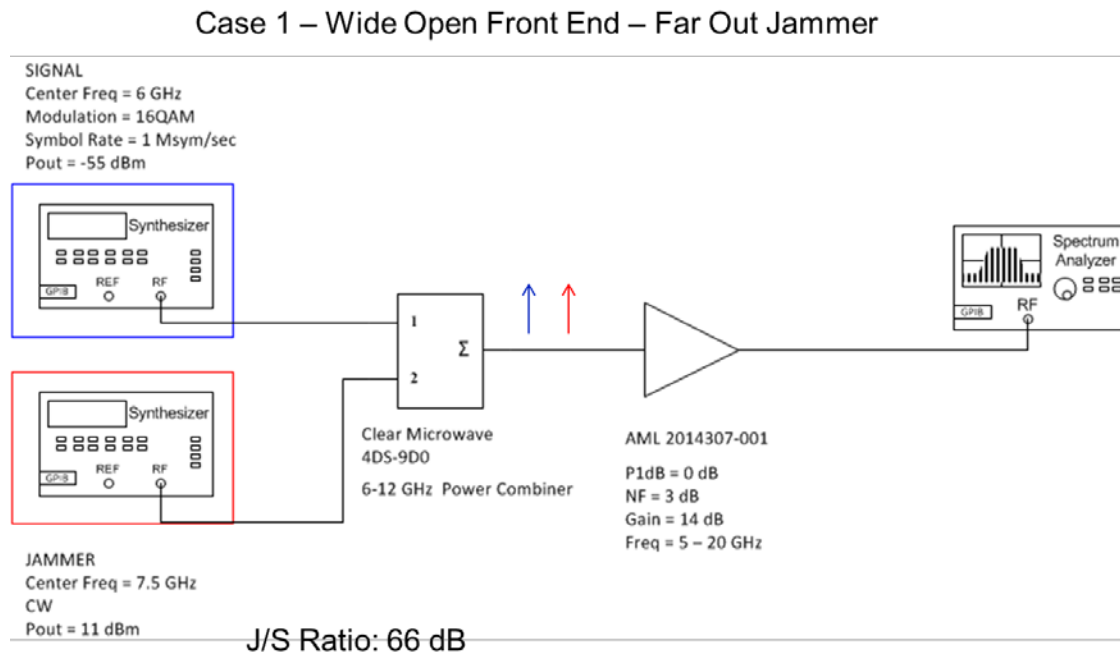 Case 1 – Wide Open Front End – Far Out Jammer
SIGNAL
Center Freq = 6 GHz
Modulation = 16QAM
Symbol Rate = 1 Msym/sec
Pout = -55 dBm
Synthesizer
REF RF
GPIB
1
Σ
2
Synthesizer
REF RF
GPIB
Clear Microwave
4DS-9D0
6-12 GHz Power Combiner
AML 2014307-001
P1dB = 0 dB
NF = 3 dB
Gain = 14 dB
Freq = 5 – 20 GHz
Spectrum
Analyzer
RF
GPIB
JAMMER
Center Freq = 7.5 GHz
CW
Pout = 11 dBm
J/S Ratio: 66 dB